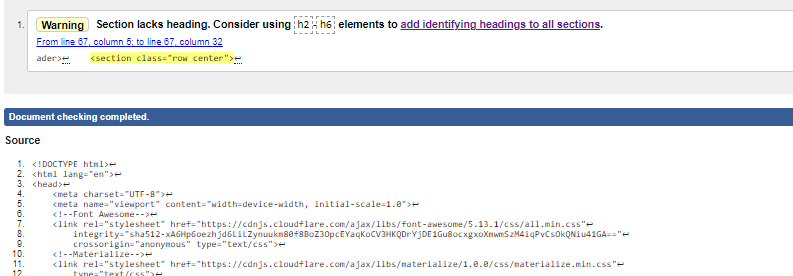 1. Warning Section lacks heading. Consider using h2-h6 elements to add identifying headings to all sections.
From line 67, column 5; to line 67, column 32
ader>↩ <section class="row center">↩
Document checking completed.
Source
1. <!DOCTYPE html>↩
2. <html lang="en">↩
3. <head>↩
4. <meta charset="UTF-8">↩
5. <meta name="viewport" content="width=device-width, initial-scale=1.0">↩
6. <!--Font Awesome-->↩
7. <link rel="stylesheet" href="https://cdnjs.cloudflare.com/ajax/libs/font-awesome/5.13.1/css/all.min.css"↩
8.
9. crossorigin="anonymous" type="text/css">↩
10. <!--Materialize-->↩
11. <link rel="stylesheet" href="https://cdnjs.cloudflare.com/ajax/libs/materialize/1.0.0/css/materialize.min.css"↩
12. type="text/css">↩